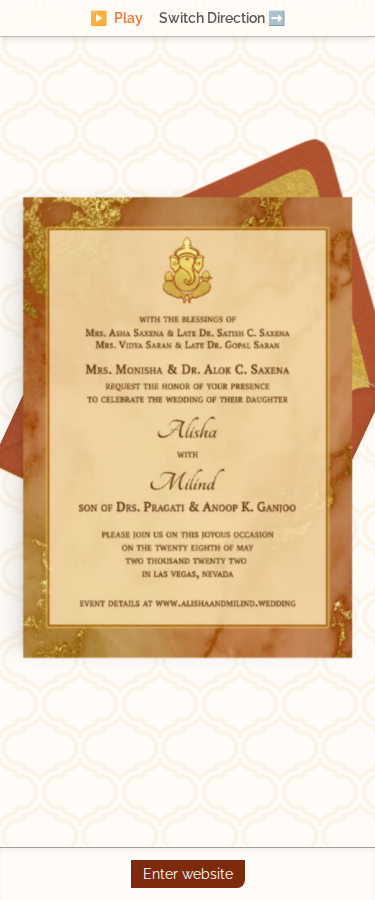 Play Switch Direction
WITH THE BLESSINGS OF
MRS. ASHA SAXENA & LATE DR. SATISH C. SAXENA
MRS. VIDYA SARAN & LATE DR. GOPAL SARAN
MRS. MONISHA & DR. ALOK C. SAXENA
REQUEST THE HONOR OF YOUR PRESENCE
TO CELEBRATE THE WEDDING OF THEIR DAUGHTER
Alisha
WITH
Milind
SON OF DRS. PRAGATI & ANOOP K. GANJOO
PLEASE JOIN US ON THIS JOYOUS OCCASION
ON THE TWENTY EIGHTH OF MAY
TWO THOUSAND TWENTY TWO
IN LAS VEGAS, NEVADA
EVENT DETAILS AT WWW.ALISHAANDMILIND.WEDDING
Enter website